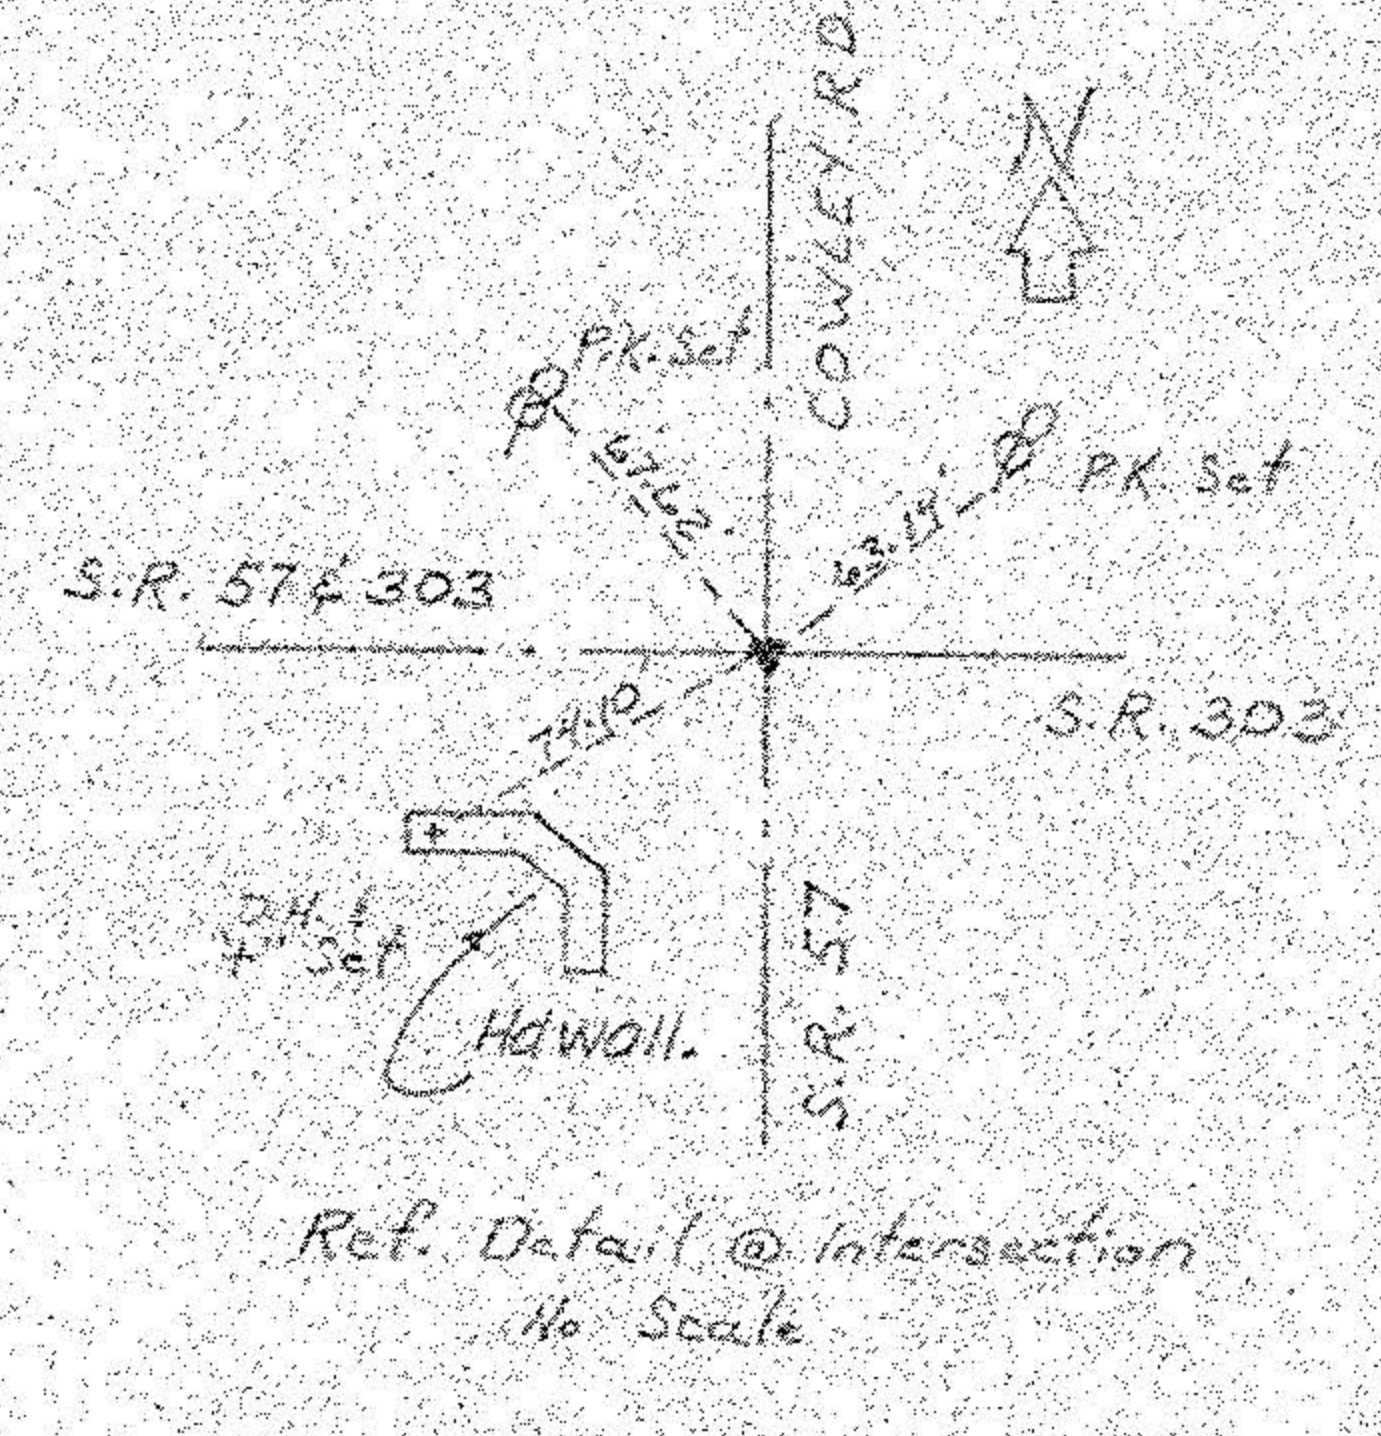 COWLEY RD.
N
P.K. Set
P.K. Set
67.62'
63.14'
S.R. 57 & 303
S.R. 303
74.10
"+" Set
Hdwall.
S.R. 57
Ref. Detail @ Intersection
No Scale